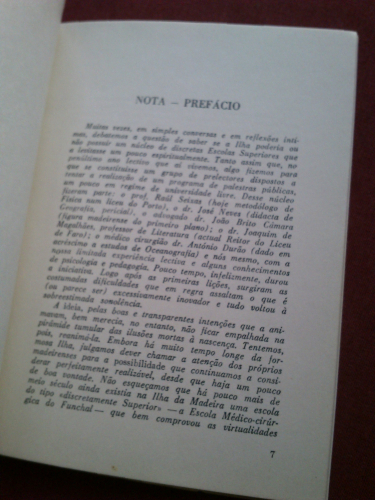 NOTA — PREFÁCIO
Muitas vezes, em simples conversas e em reflexões ínti-
mas, debatemos a questão de saber se a Ilha poderia ou
não possuir um núcleo de discretas Escolas Superiores que
a levitasse um pouco espiritualmente. Tanto assim que, no
penúltimo ano lectivo que aí vivemos, algo fizemos para
que se constituísse um grupo de prelectores dispostos a
tentar a realização de um programa de palestras públicas,
um pouco em regime de universidade livre. Desse núcleo
fizeram parte: o prof. Raúl Seixas (hoje metodólogo de
Física num liceu do Porto), o dr. José Neves (didacta de
Geografia, pericial), o advogado dr. João Brito Câmara
(figura madeirense de primeiro plano); o dr. Joaquim de
Magalhães, professor de Literatura (actual Reitor do Liceu
de Faro); o médico cirurgião dr. António Durão (dado em
acréscimo a estudos de Oceanografia) e nós mesmo, com a
nossa limitada experiência lectiva e alguns conhecimentos
de psicologia e pedagogia. Pouco tempo, infelizmente, durou
a iniciativa. Logo após as primeiras lições, surgiram as
costumadas dificuldades que em regra assaltam o que é
(ou parece ser) excessivamente inovador e tudo voltou à
sobressaltada sonolência.
A ideia, pelas boas e transparentes intenções que a ani-
mavam, bem merecia, no entanto, não ficar empalhada na
pirâmide tumular das ilusões mortas à nascença. Tentemos,
pois, reanimá-la. Embora há muito tempo longe da for-
mosa Ilha, julgamos dever chamar a atenção dos próprios
madeirenses para a possibilidade que continuamos a consi-
derar perfeitamente realizável, desde que haja um pouco
de boa vontade. Não esqueçamos que há pouco mais de
meio século ainda existia na Ilha da Madeira uma escola
do tipo «discretamente Superior» — a Escola Médico-cirúr-
gica do Funchal — que bem comprovou as virtualidades
7